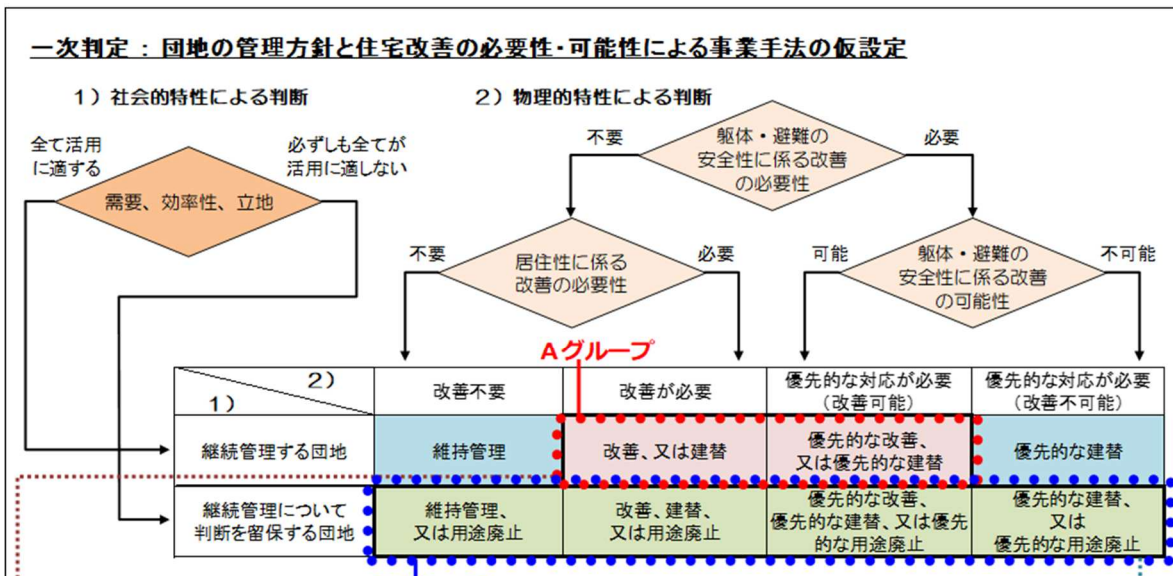 一次判定 : 団地の管理方針と住宅改善の必要性・可能性による事業手法の仮設定
1) 社会的特性による判断
2) 物理的特性による判断
全て活用
に適する
必ずしも全てが
活用に適しない
需要、効率性、立地
不要
躯体・避難の
安全性に係る改善
の必要性
必要
不要
居住性に係る
改善の必要性
必要
可能
躯体・避難の
安全性に係る改善
の可能性
不可能
Aグループ
2)
1)
改善不要
改善が必要
優先的な対応が必要
(改善可能)
優先的な対応が必要
(改善不可能)
継続管理する団地
維持管理
改善、又は建替
優先的な改善、
又は優先的な建替
優先的な建替
継続管理について
判断を留保する団地
維持管理、
又は用途廃止
改善、建替、
又は用途廃止
優先的な改善、
優先的な建替、又は優先
的な用途廃止
優先的な建替、
又は
優先的な用途廃止